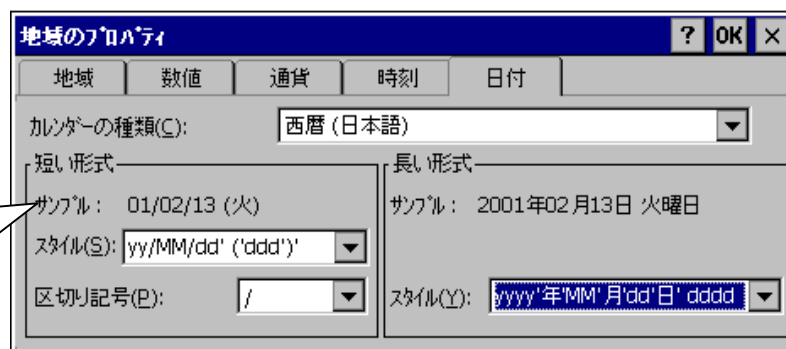 地域のﾌﾟﾛﾊﾟﾃｨ ? OK ×
地域 数値 通貨 時刻 日付
ｶﾚﾝﾀﾞｰの種類(C): 西暦 (日本語)
短い形式
ｻﾝﾌﾟﾙ : 01/02/13 (火)
ｽﾀｲﾙ(S): yy/MM/dd' ('ddd')'
区切り記号(P): /
長い形式
ｻﾝﾌﾟﾙ : 2001年02月13日 火曜日
ｽﾀｲﾙ(Y): yyyy'年'MM'月'dd'日' dddd